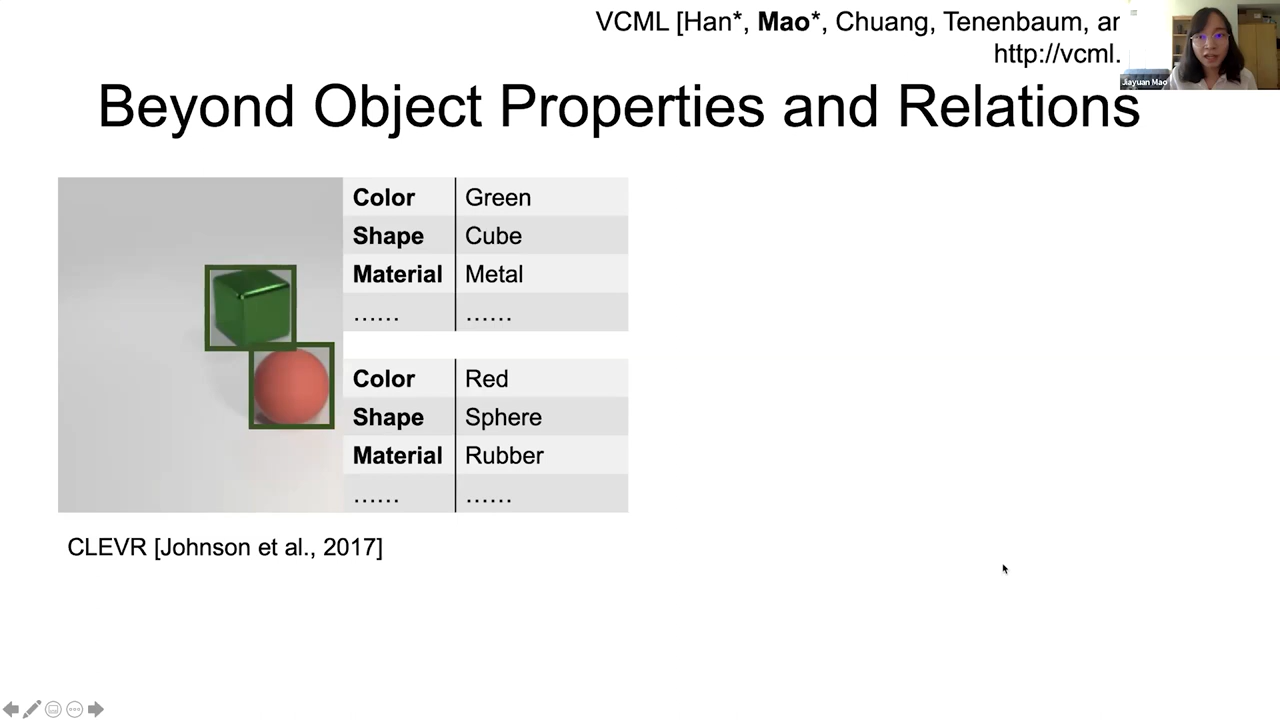 VCML [Han*, Mao*, Chuang, Tenenbaum,
http://vcml.
Jiayuan Mao
Beyond Object Properties and Relations
Color Green
Shape Cube
Material Metal
...... ......
Color Red
Shape Sphere
Material Rubber
...... ......
CLEVR [Johnson et al., 2017]